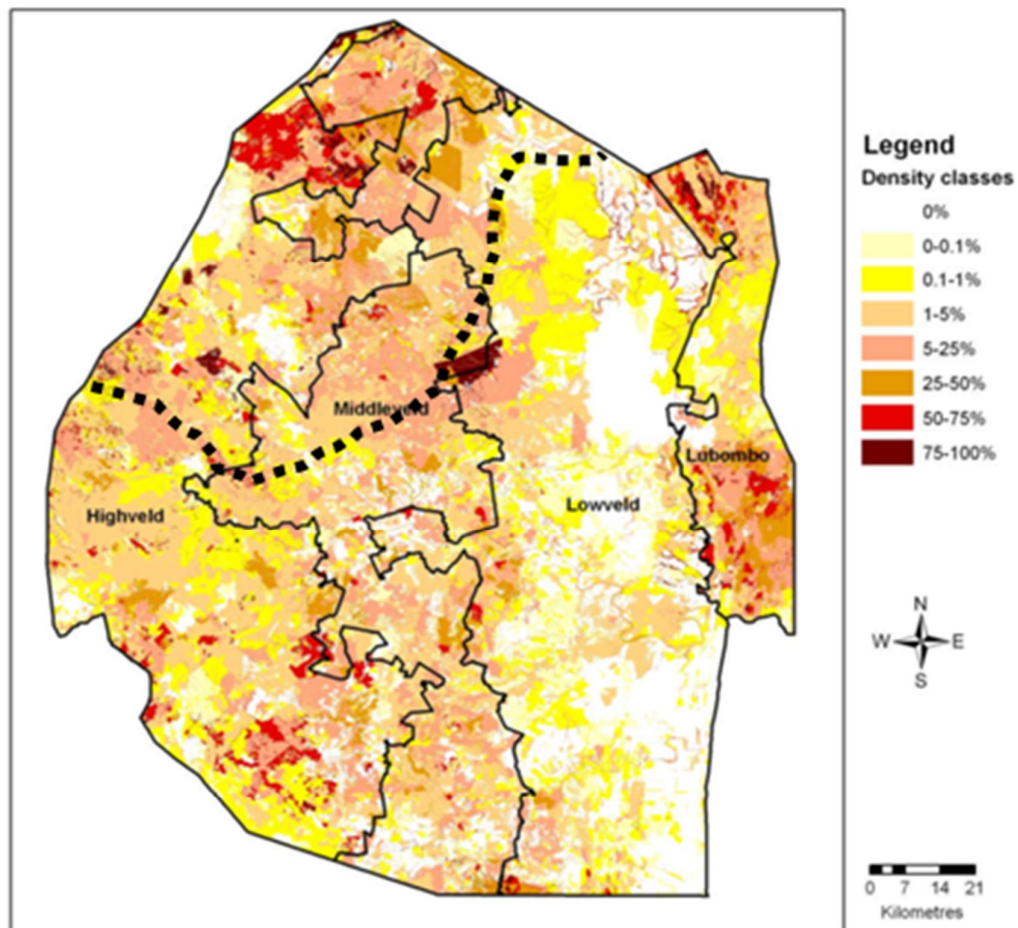 Middleveld
Highveld
Lowveld
Lubombo
Legend
Density classes
0%
0-0.1%
0.1-1%
1-5%
5-25%
25-50%
50-75%
75-100%
N
W E
S
0 7 14 21
Kilometres